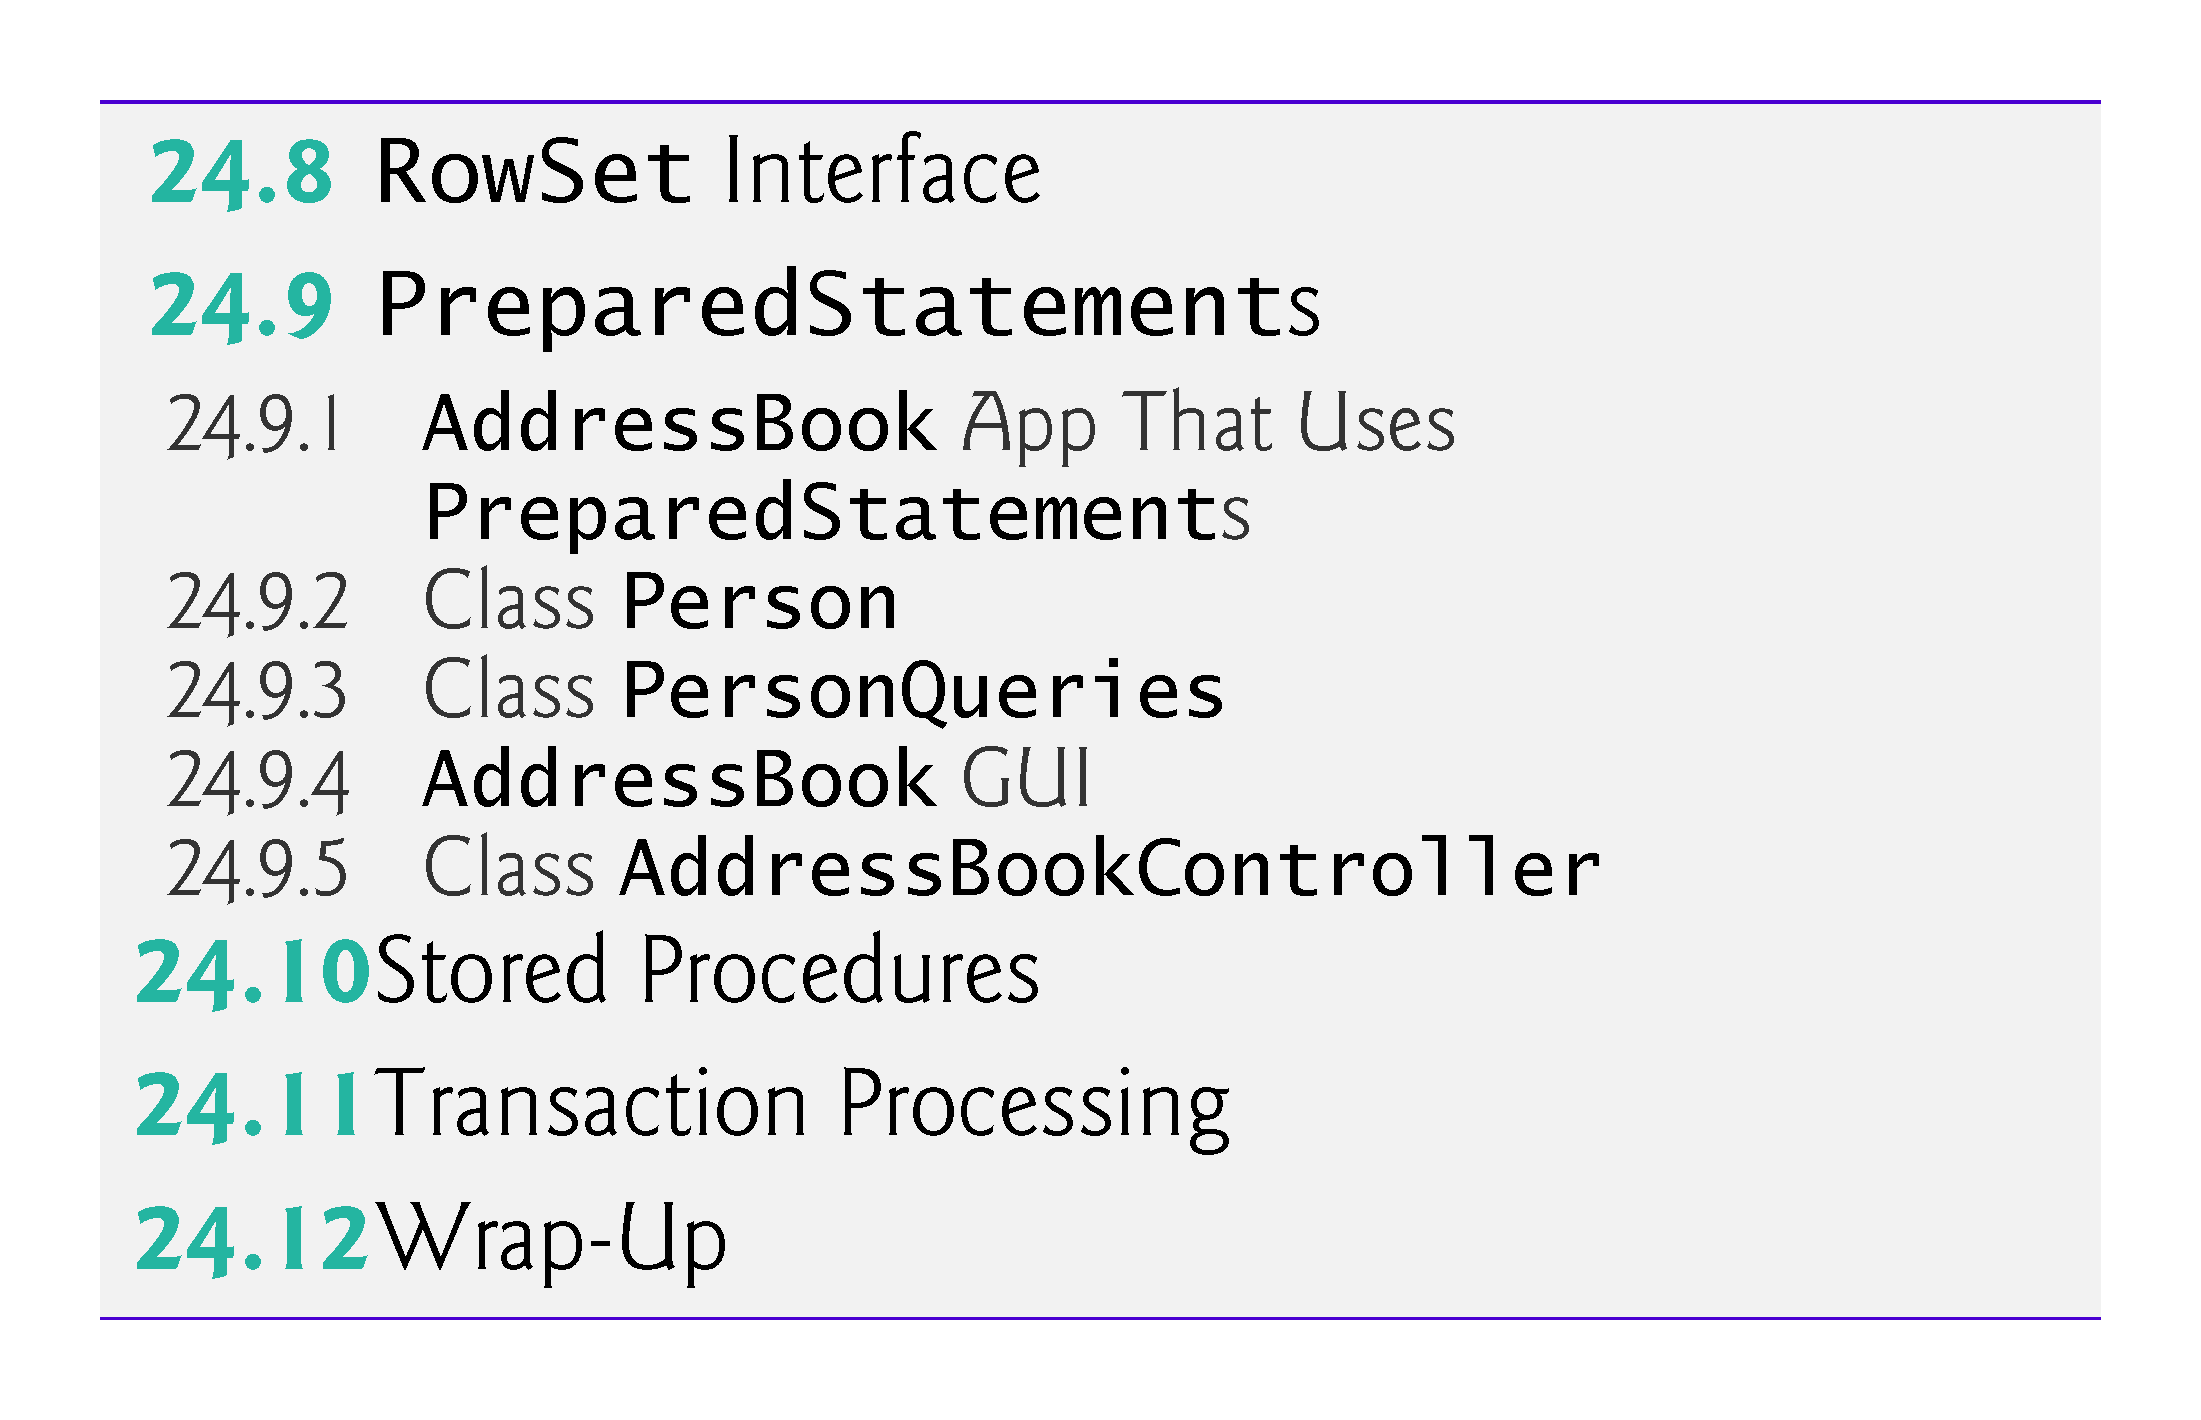 24.8 RowSet Interface
24.9 PreparedStatements
24.9.1 AddressBook App That Uses
PreparedStatements
24.9.2 Class Person
24.9.3 Class PersonQueries
24.9.4 AddressBook GUI
24.9.5 Class AddressBookController
24.10 Stored Procedures
24.11 Transaction Processing
24.12 Wrap-Up